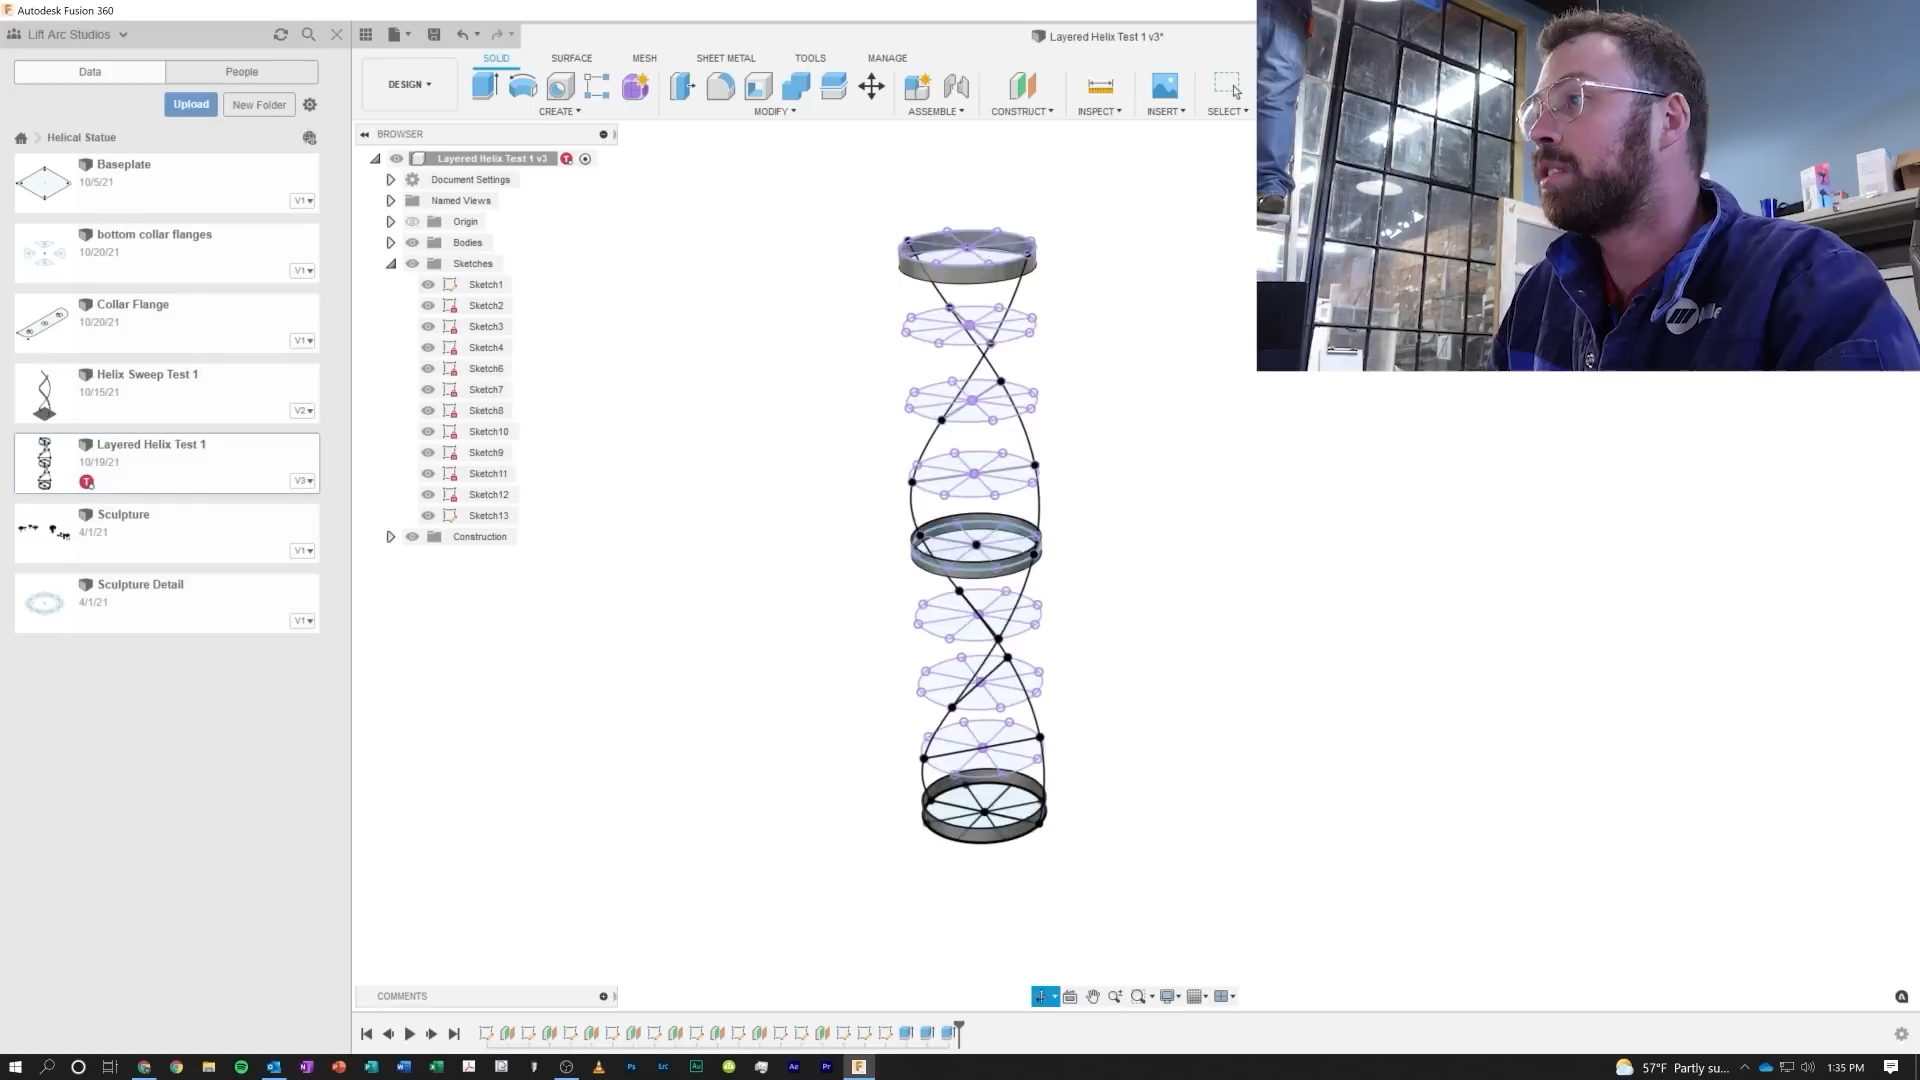 Autodesk Fusion 360
Lift Arc Studios
Data
People
Upload
New Folder
Helical Statue
Baseplate
10/5/21
V1
bottom collar flanges
10/20/21
V1
Collar Flange
10/20/21
V1
Helix Sweep Test 1
10/15/21
V2
Layered Helix Test 1
10/19/21
T
V3
Sculpture
4/1/21
V1
Sculpture Detail
4/1/21
V1
Layered Helix Test 1 v3*
SOLID
SURFACE
MESH
SHEET METAL
TOOLS
MANAGE
DESIGN
CREATE
MODIFY
ASSEMBLE
CONSTRUCT
INSPECT
INSERT
SELECT
BROWSER
Layered Helix Test 1 v3
Document Settings
Named Views
Origin
Bodies
Sketches
Sketch1
Sketch2
Sketch3
Sketch4
Sketch6
Sketch7
Sketch8
Sketch10
Sketch9
Sketch11
Sketch12
Sketch13
Construction
COMMENTS
57°F Partly su...
1:35 PM